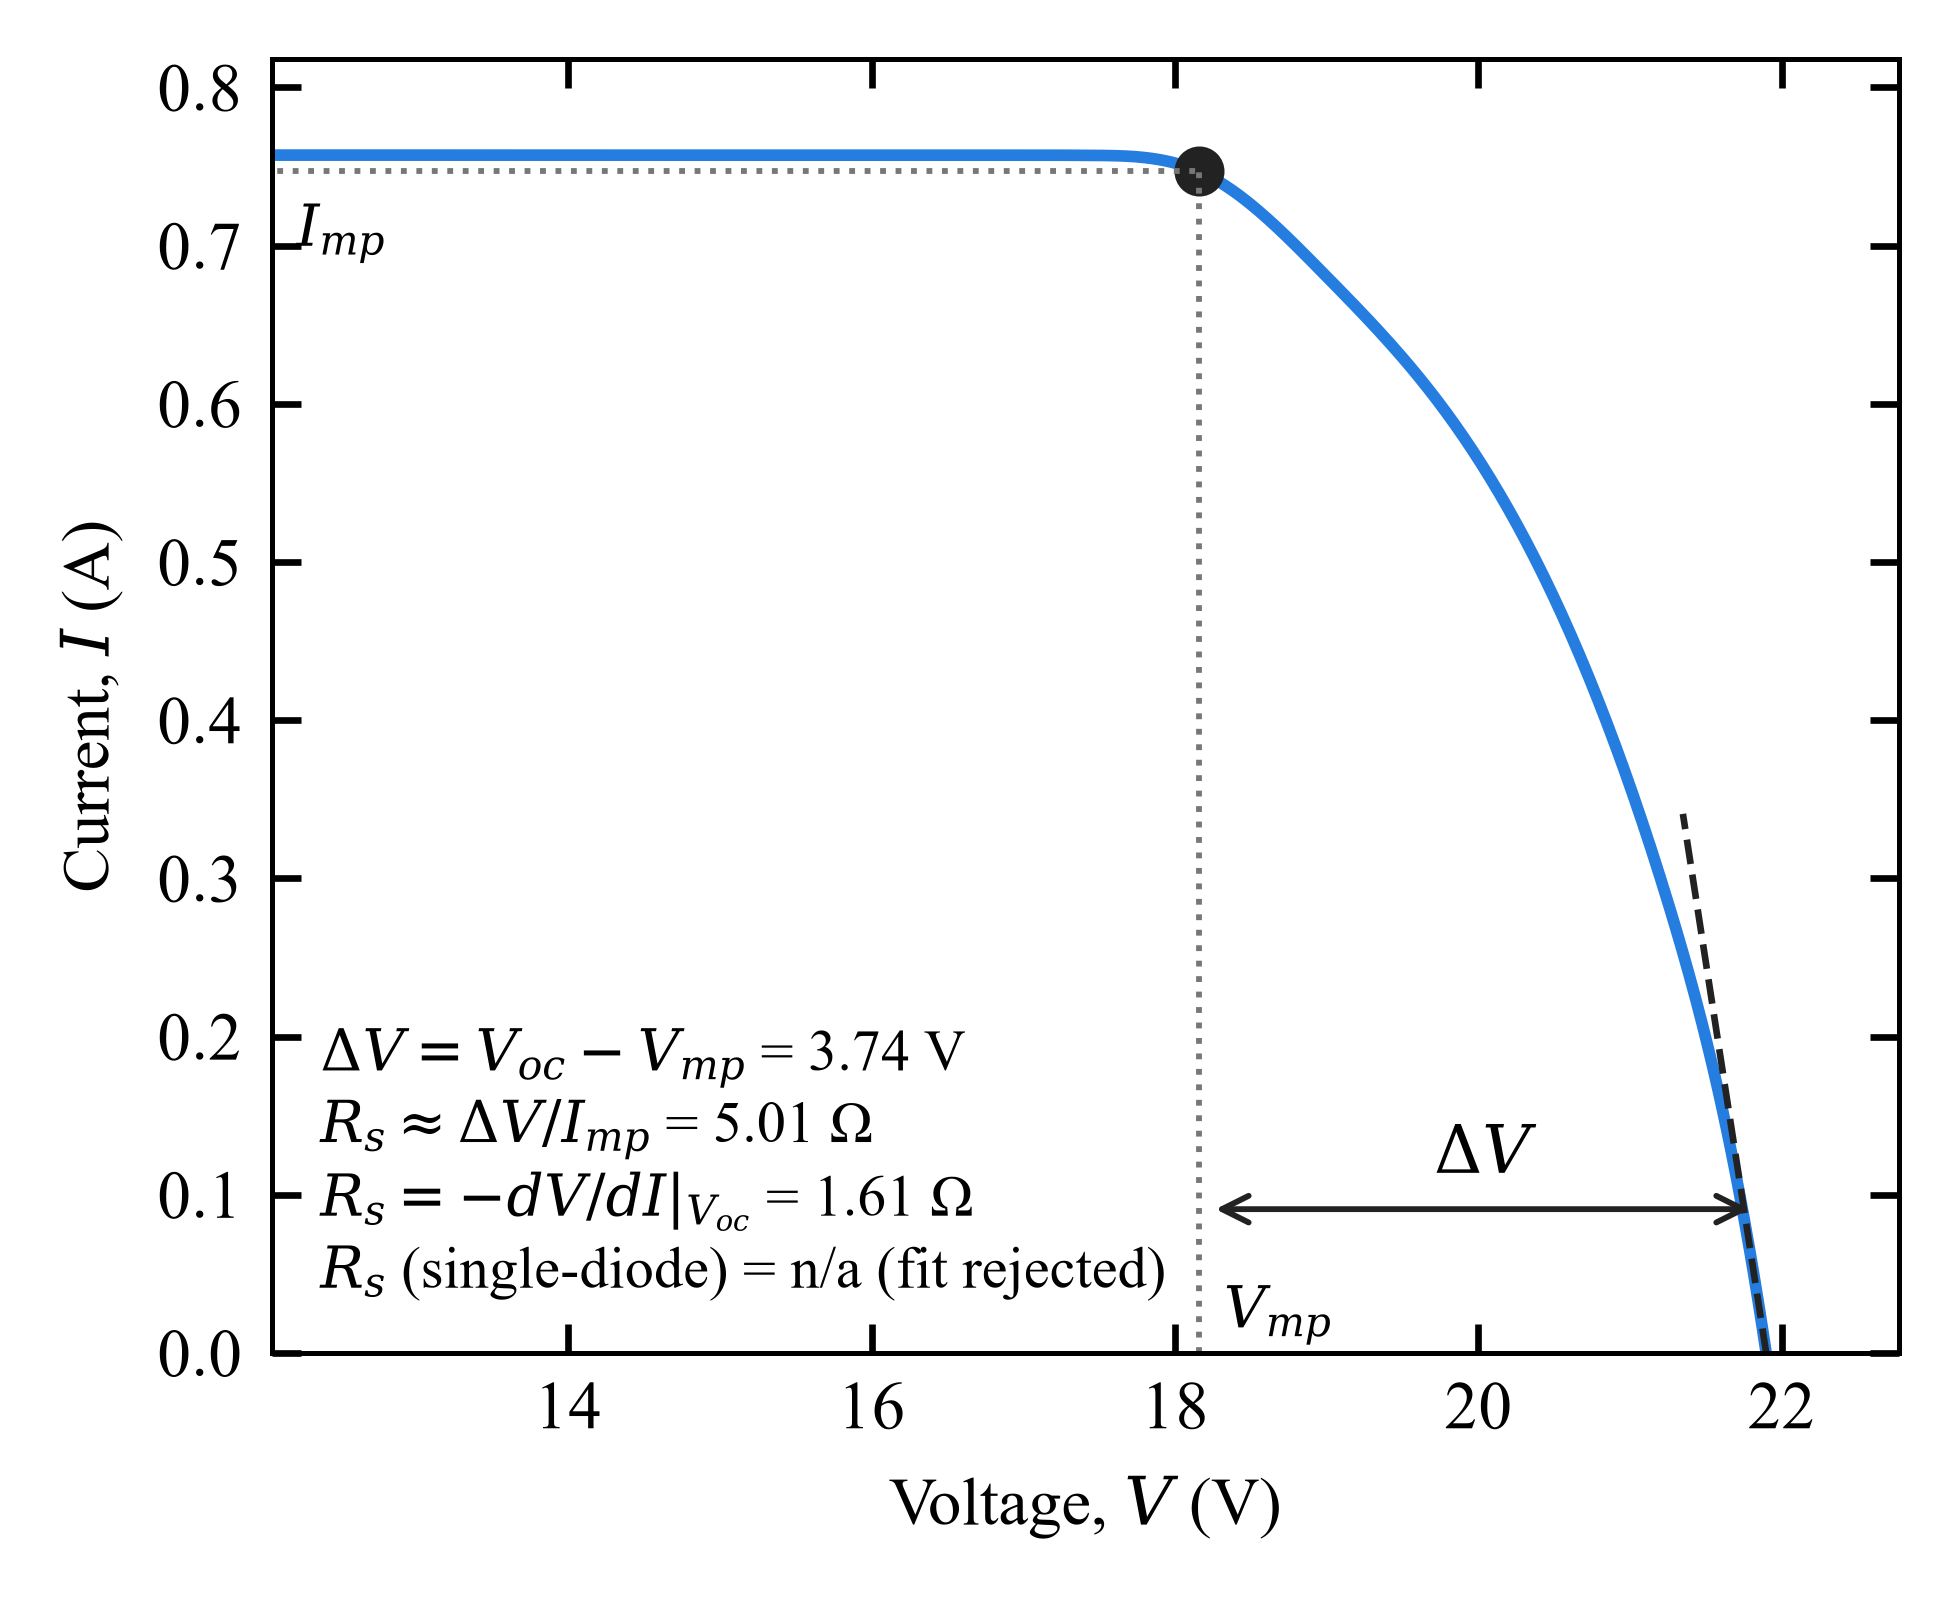 0.8
0.7
0.6
0.5
0.4
0.3
0.2
0.1
0.0
Current, I (A)
I_mp
ΔV = V_oc − V_mp = 3.74 V
R_s ≈ ΔV/I_mp = 5.01 Ω
R_s = −dV/dI|_V_oc = 1.61 Ω
R_s (single-diode) = n/a (fit rejected)
ΔV
V_mp
14 16 18 20 22
Voltage, V (V)